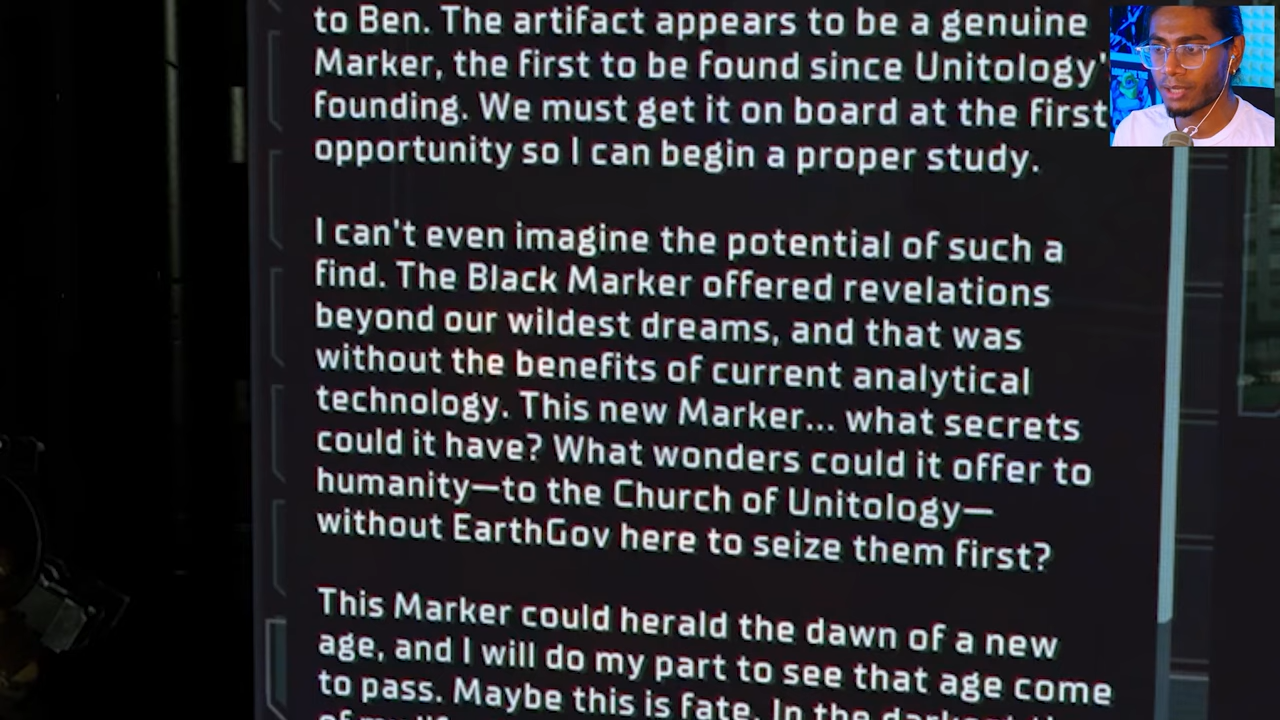 to Ben. The artifact appears to be a genuine
Marker, the first to be found since Unitology'
founding. We must get it on board at the first
opportunity so I can begin a proper study.
I can't even imagine the potential of such a
find. The Black Marker offered revelations
beyond our wildest dreams, and that was
without the benefits of current analytical
technology. This new Marker... what secrets
could it have? What wonders could it offer to
humanity—to the Church of Unitology—
without EarthGov here to seize them first?
This Marker could herald the dawn of a new
age, and I will do my part to see that age come
to pass. Maybe this is fate. In the